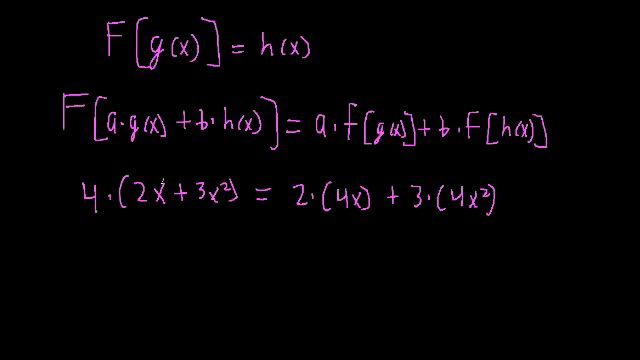 F[g(x)] = h(x)
F[a·g(x) + b·h(x)] = a·f[g(x)] + b·F[h(x)]
4·(2x + 3x²) = 2·(4x) + 3·(4x²)